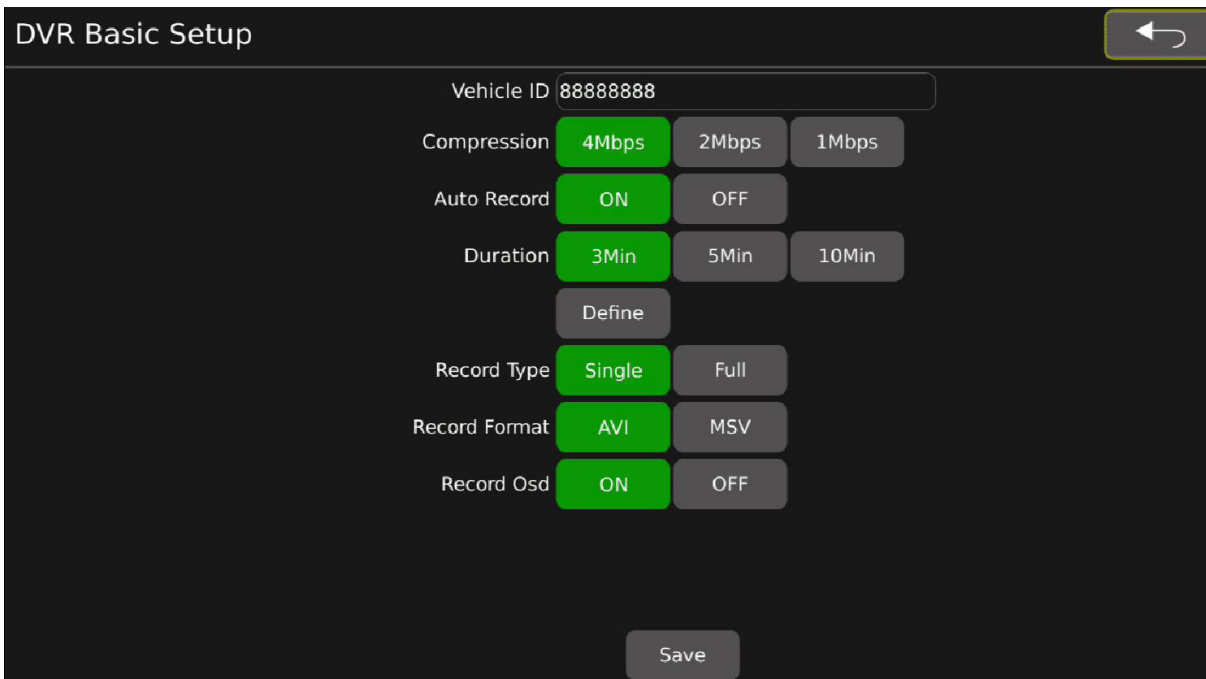 DVR Basic Setup
Vehicle ID 88888888
Compression 4Mbps 2Mbps 1Mbps
Auto Record ON OFF
Duration 3Min 5Min 10Min
Define
Record Type Single Full
Record Format AVI MSV
Record Osd ON OFF
Save